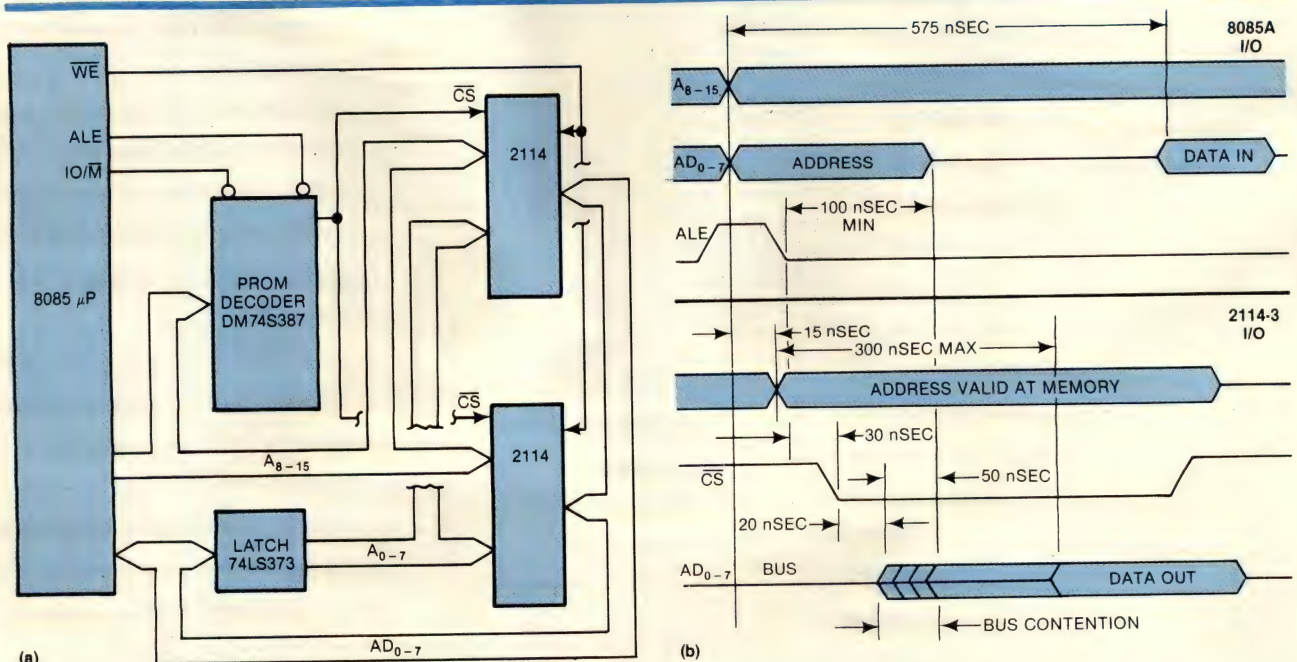 WE
ALE
IO/M
8085 μP
PROM
DECODER
DM74S387
CS
2114
A8–15
CS
2114
LATCH
74LS373
A0–7
AD0–7
(a)
575 nSEC
8085A
I/O
A8–15
AD0–7
ADDRESS
DATA IN
100 nSEC
MIN
ALE
2114-3
I/O
15 nSEC
300 nSEC MAX
ADDRESS VALID AT MEMORY
30 nSEC
CS
50 nSEC
20 nSEC
AD0–7
BUS
DATA OUT
BUS CONTENTION
(b)